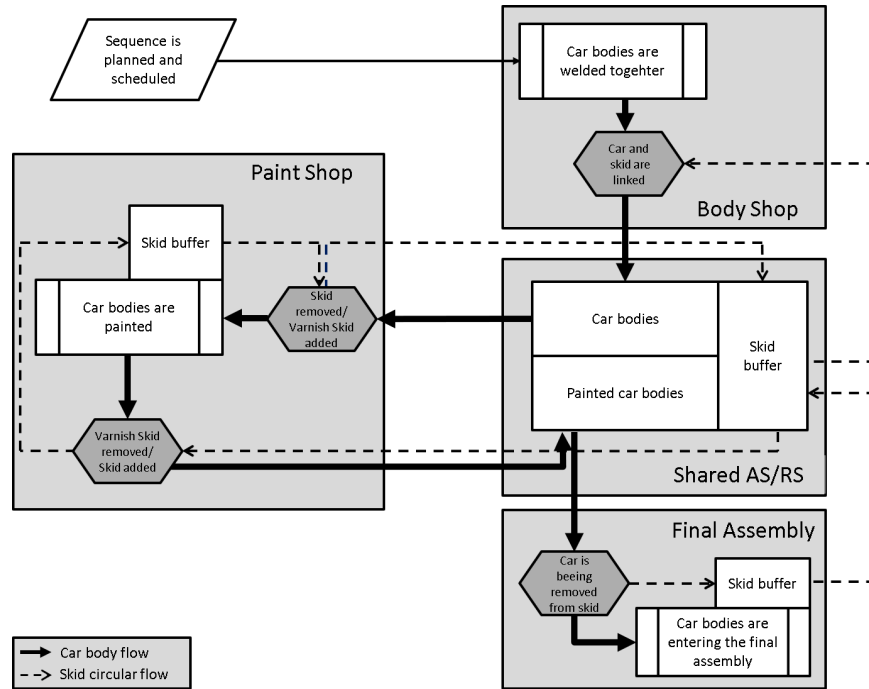 Sequence is
planned and
scheduled
Car bodies are
welded togehter
Car and
skid are
linked
Body Shop
Paint Shop
Skid buffer
Car bodies are
painted
Skid
removed/
Varnish Skid
added
Varnish Skid
removed/
Skid added
Car bodies
Painted car bodies
Skid
buffer
Shared AS/RS
Final Assembly
Car is
beeing
removed
from skid
Skid buffer
Car bodies are
entering the final
assembly
Car body flow
Skid circular flow